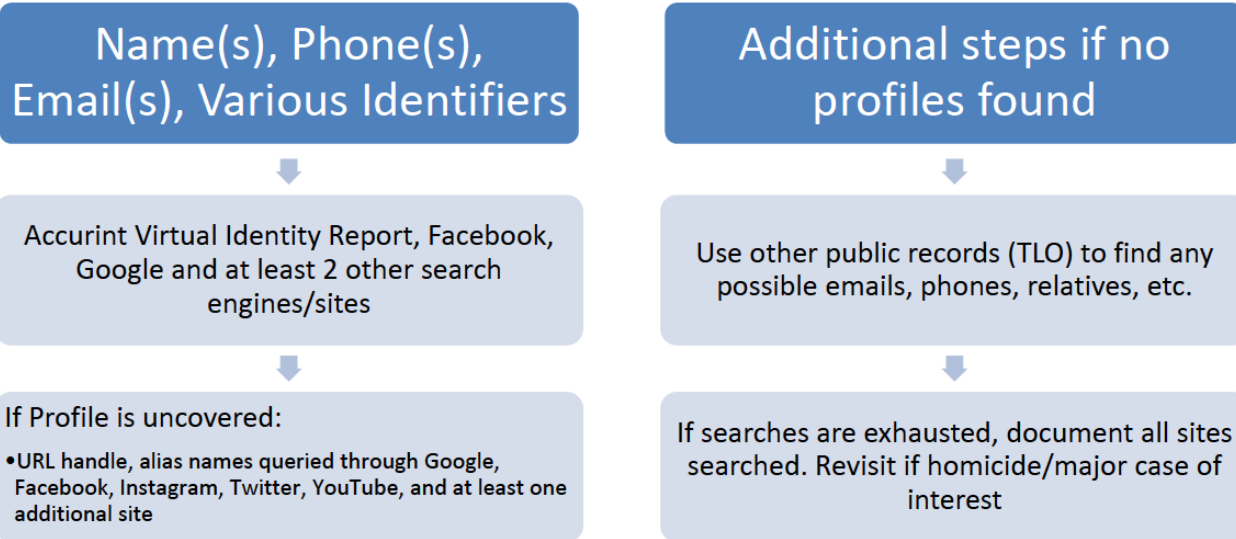 Name(s), Phone(s),
Email(s), Various Identifiers
Accurint Virtual Identity Report, Facebook,
Google and at least 2 other search
engines/sites
If Profile is uncovered:
•URL handle, alias names queried through Google,
Facebook, Instagram, Twitter, YouTube, and at least one
additional site
Additional steps if no
profiles found
Use other public records (TLO) to find any
possible emails, phones, relatives, etc.
If searches are exhausted, document all sites
searched. Revisit if homicide/major case of
interest